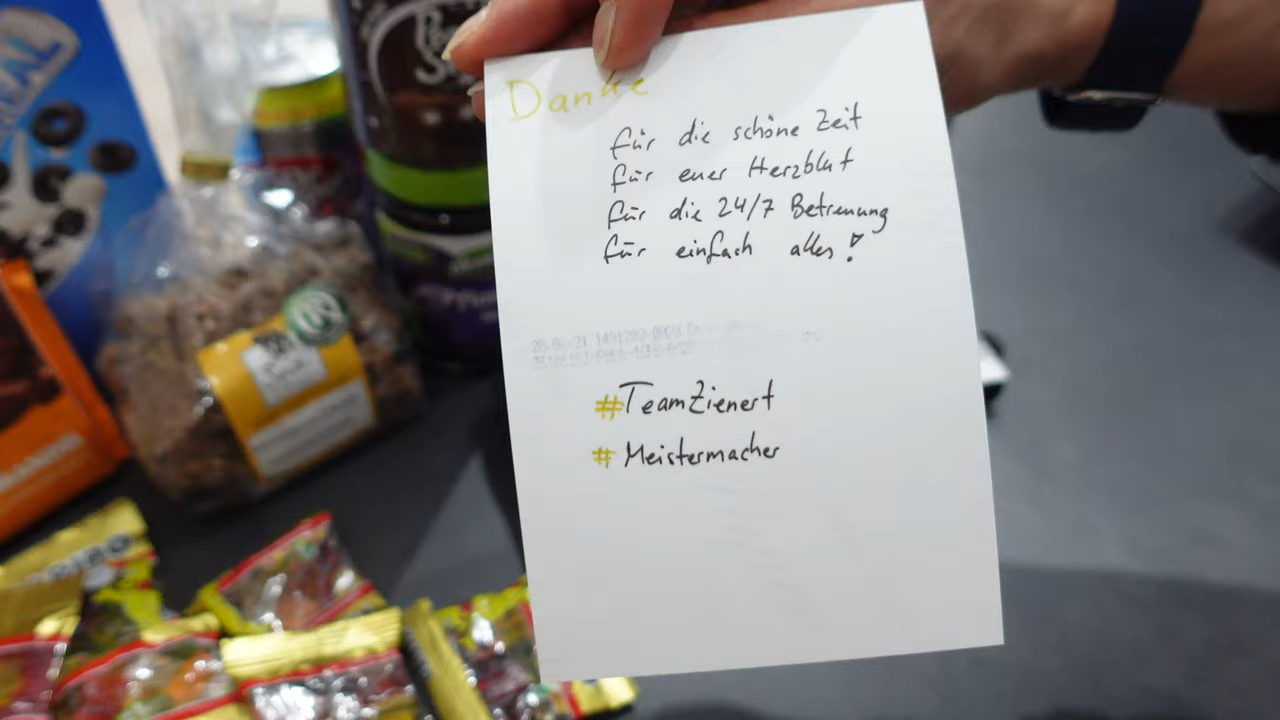 Danke
für die schöne Zeit
für euer Herzblut
für die 24/7 Betreuung
für einfach alles!
#TeamZienert
#Meistermacher